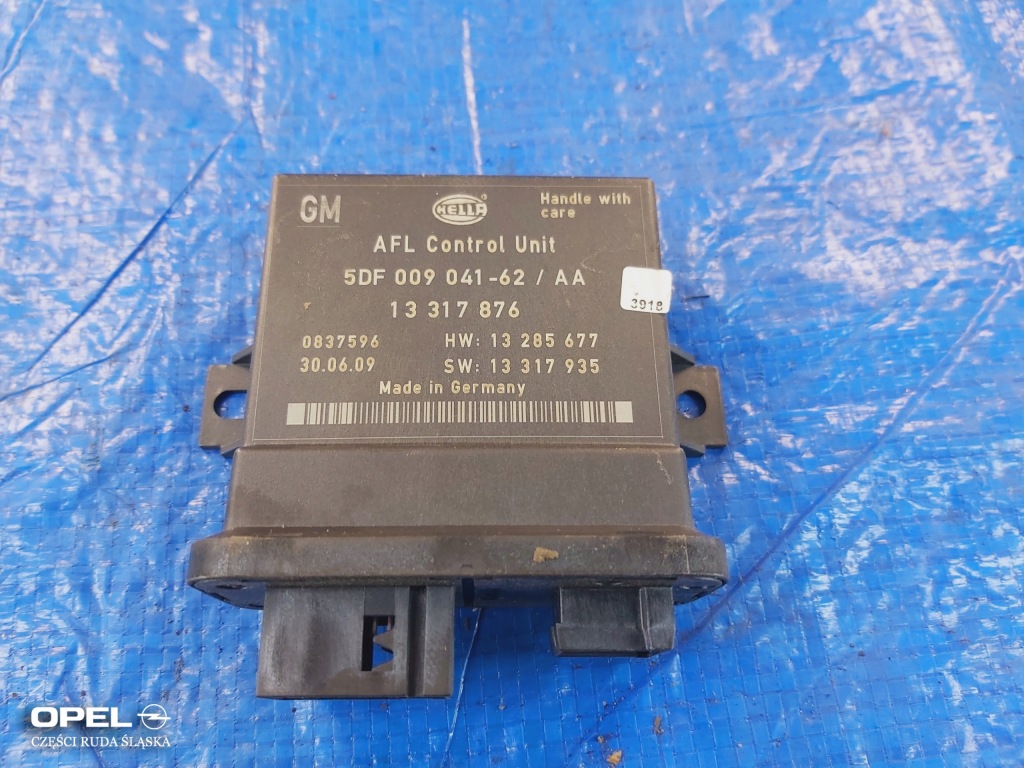 GM
HELLA
®
Handle with
care
AFL Control Unit
5DF 009 041-62 / AA
13 317 876
3918
0837596
HW: 13 285 677
30.06.09
SW: 13 317 935
Made in Germany
OPEL
CZĘŚCI RUDA ŚLĄSKA